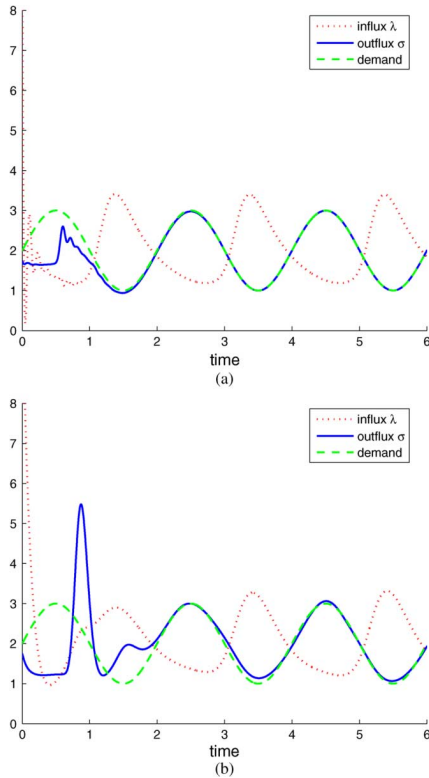 8
7
6
5
4
3
2
1
0
influx λ
outflux σ
demand
0 1 2 3 4 5 6
time
(a)
8
7
6
5
4
3
2
1
0
influx λ
outflux σ
demand
0 1 2 3 4 5 6
time
(b)